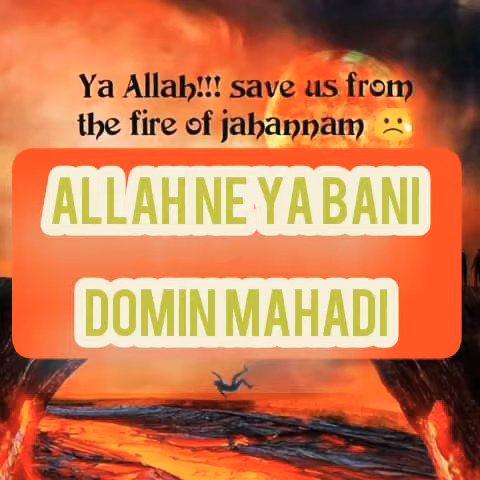 Ya Allah!!! save us from
the fire of jahannam ☹️
ALLAH NE YA BANI
DOMIN MAHADI